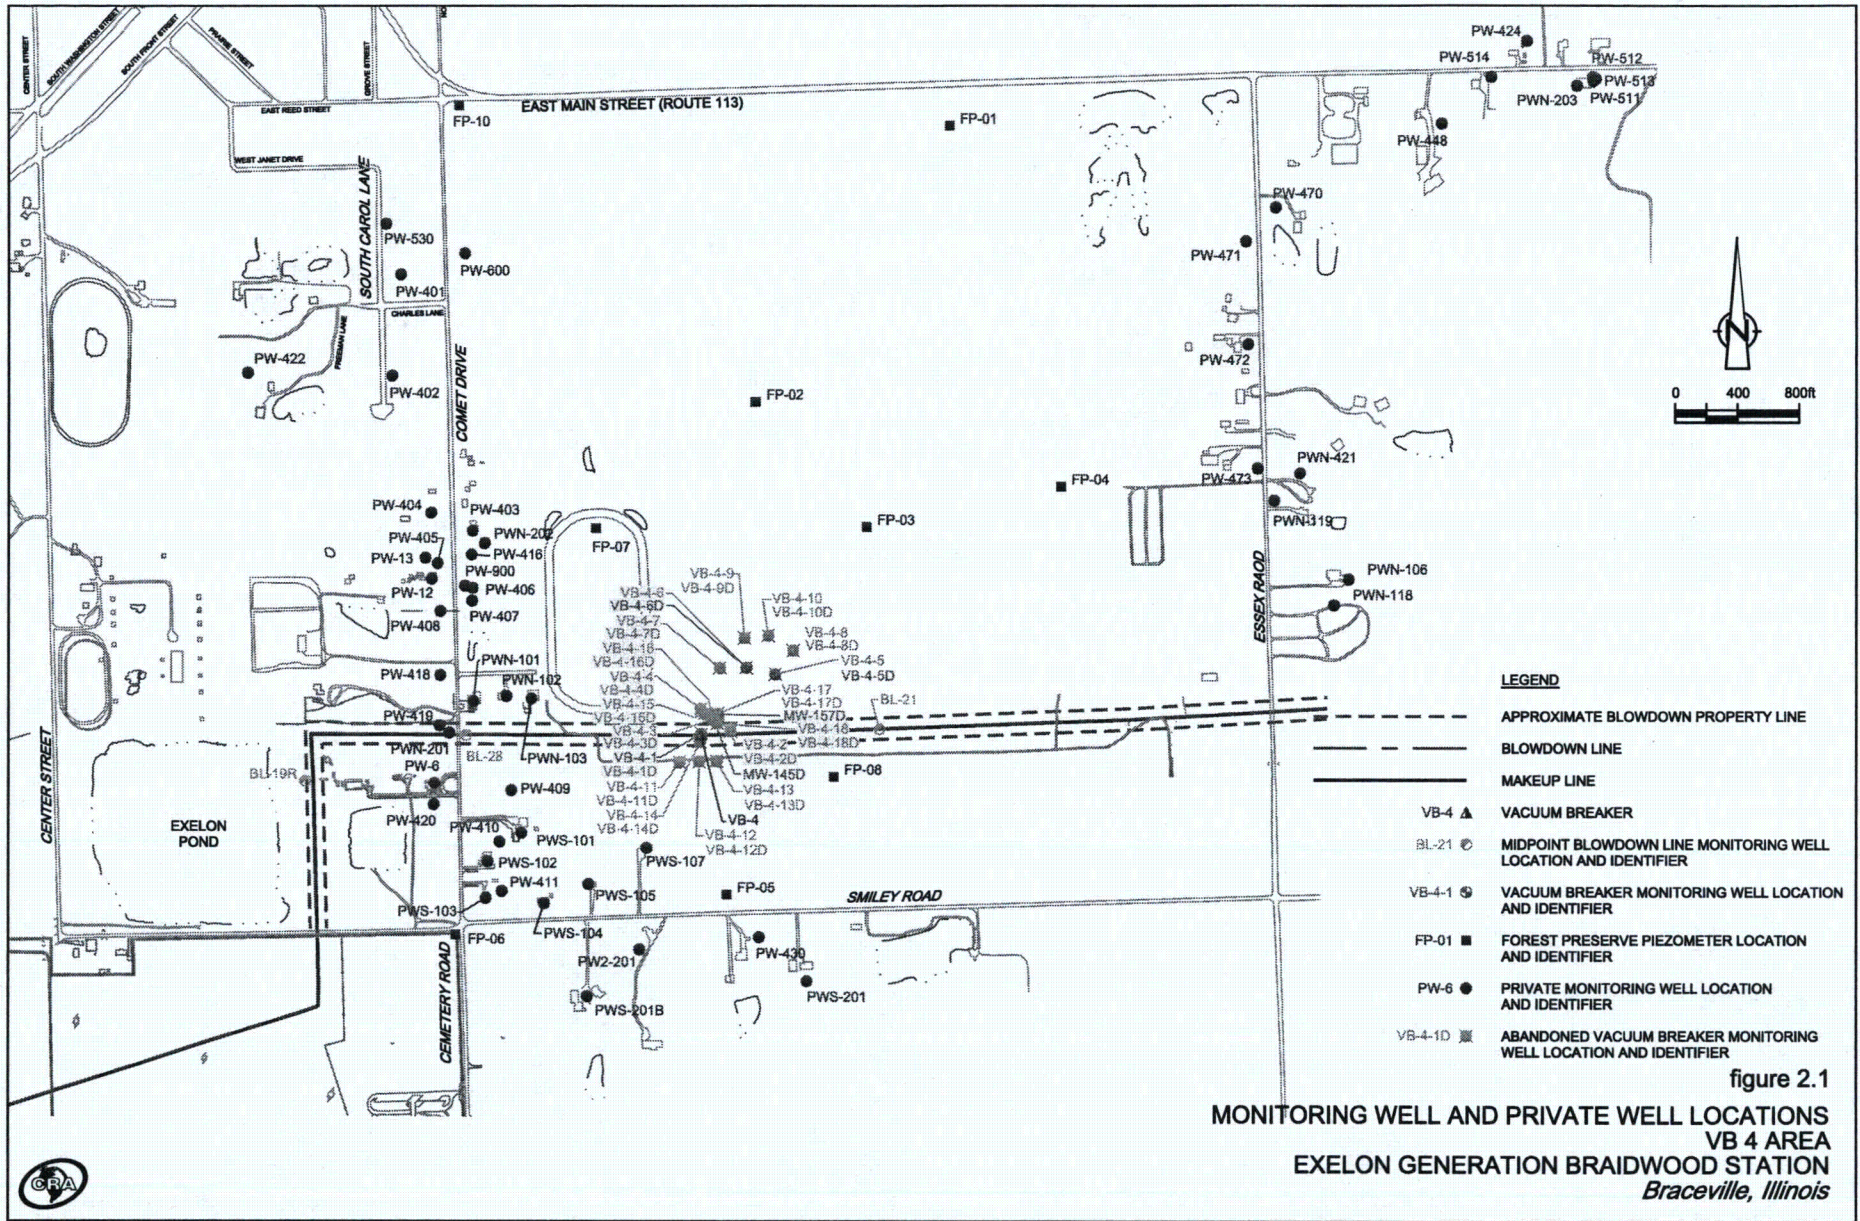 CENTER STREET
SOUTH WASHINGTON STREET
SOUTH FRONT STREET
PRAIRIE STREET
GROVE STREET
NO
EAST REED STREET
EAST MAIN STREET (ROUTE 113)
FP-10
FP-01
WEST JANET DRIVE
SOUTH CAROL LANE
PW-424
PW-514
PW-512
PW-513
PWN-203
PW-511
PW-448
PW-470
PW-471
PW-530
PW-600
PW-401
CHARLES LANE
FREEMAN LANE
PW-422
PW-402
COMET DRIVE
PW-472
FP-02
0 400 800ft
N
PW-473
PWN-421
FP-04
PWN-119
FP-03
FP-07
PW-404
PW-403
PW-405
PWN-202
PW-13
PW-416
PW-900
PW-12
PW-406
PW-408
PW-407
PWN-106
PWN-118
ESSEX RAOD
VB-4-9
VB-4-9D
VB-4-6
VB-4-6D
VB-4-10
VB-4-10D
VB-4-7
VB-4-7D
VB-4-8
VB-4-8D
VB-4-16
VB-4-16D
VB-4-5
VB-4-5D
VB-4-4
VB-4-4D
VB-4-17
VB-4-17D
VB-4-15
VB-4-15D
MW-157D
BL-21
VB-4-3
VB-4-3D
VB-4-18
VB-4-18D
VB-4-1
VB-4-1D
VB-4-2
VB-4-2D
MW-145D
VB-4-11
VB-4-11D
VB-4-13
VB-4-13D
VB-4-14
VB-4-14D
VB-4
VB-4-12
VB-4-12D
FP-08
PWN-101
PW-418
PWN-102
PW-419
PWN-201
BL-28
PWN-103
PW-6
BL-19R
PW-409
PW-420
PW-410
PWS-101
PWS-102
PWS-107
PW-411
PWS-103
PWS-105
PWS-104
FP-05
SMILEY ROAD
CENTER STREET
EXELON
POND
FP-06
CEMETERY ROAD
PW2-201
PW-430
PWS-201
PWS-201B
LEGEND
APPROXIMATE BLOWDOWN PROPERTY LINE
BLOWDOWN LINE
MAKEUP LINE
VB-4 VACUUM BREAKER
BL-21 MIDPOINT BLOWDOWN LINE MONITORING WELL
LOCATION AND IDENTIFIER
VB-4-1 VACUUM BREAKER MONITORING WELL LOCATION
AND IDENTIFIER
FP-01 FOREST PRESERVE PIEZOMETER LOCATION
AND IDENTIFIER
PW-6 PRIVATE MONITORING WELL LOCATION
AND IDENTIFIER
VB-4-1D ABANDONED VACUUM BREAKER MONITORING
WELL LOCATION AND IDENTIFIER
figure 2.1
MONITORING WELL AND PRIVATE WELL LOCATIONS
VB 4 AREA
EXELON GENERATION BRAIDWOOD STATION
Braceville, Illinois
CRA